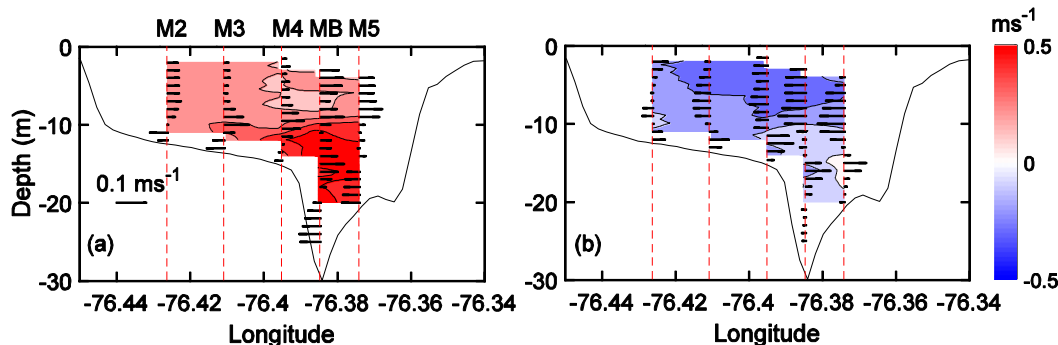 M2 M3 M4 MB M5
ms⁻¹
0 0 0.5
-10 -10
Depth (m)
0
0.1 ms⁻¹
-20 -20
(a) (b)
-30 -30 -0.5
-76.44 -76.42 -76.4 -76.38 -76.36 -76.34 -76.44 -76.42 -76.4 -76.38 -76.36 -76.34
Longitude Longitude